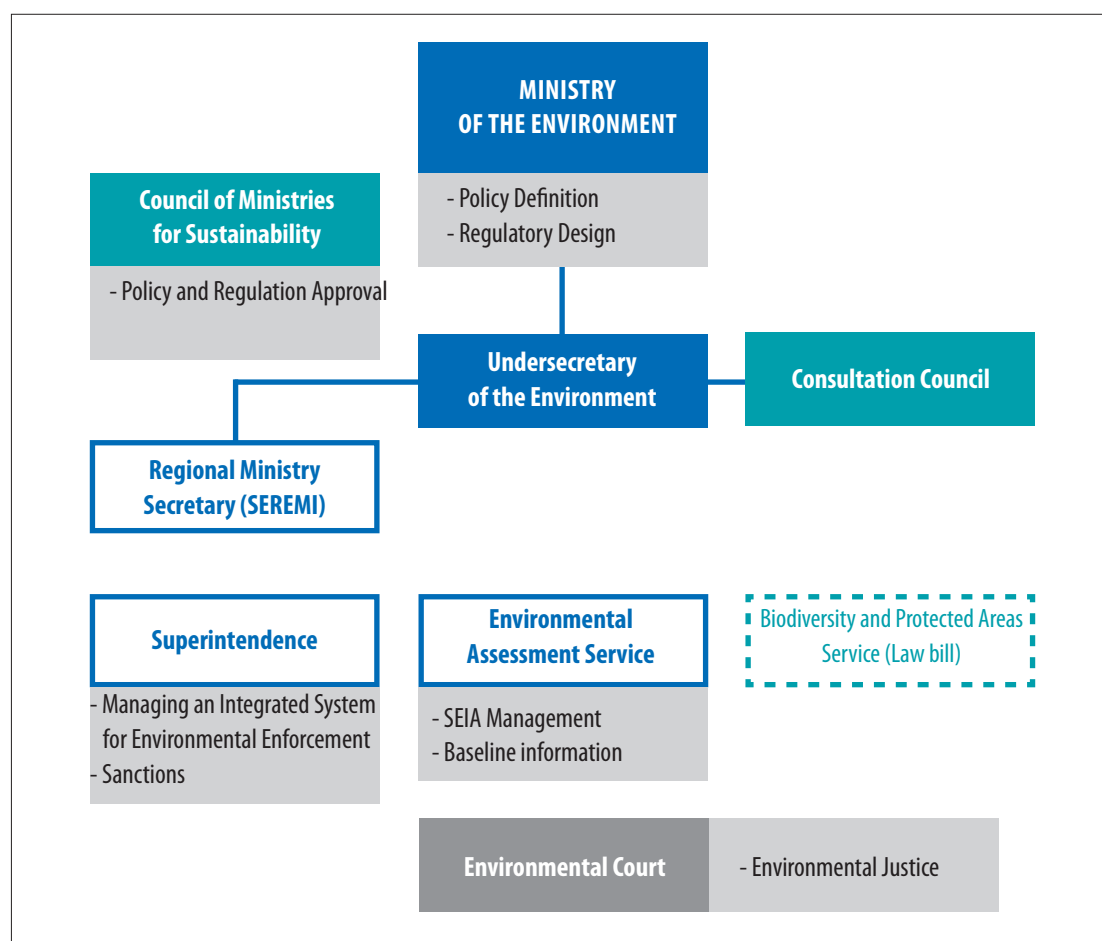 MINISTRY
OF THE ENVIRONMENT
- Policy Definition
- Regulatory Design
Council of Ministries
for Sustainability
- Policy and Regulation Approval
Undersecretary
of the Environment
Consultation Council
Regional Ministry
Secretary (SEREMI)
Superintendence
- Managing an Integrated System
for Environmental Enforcement
- Sanctions
Environmental
Assessment Service
- SEIA Management
- Baseline information
Biodiversity and Protected Areas
Service (Law bill)
Environmental Court
- Environmental Justice